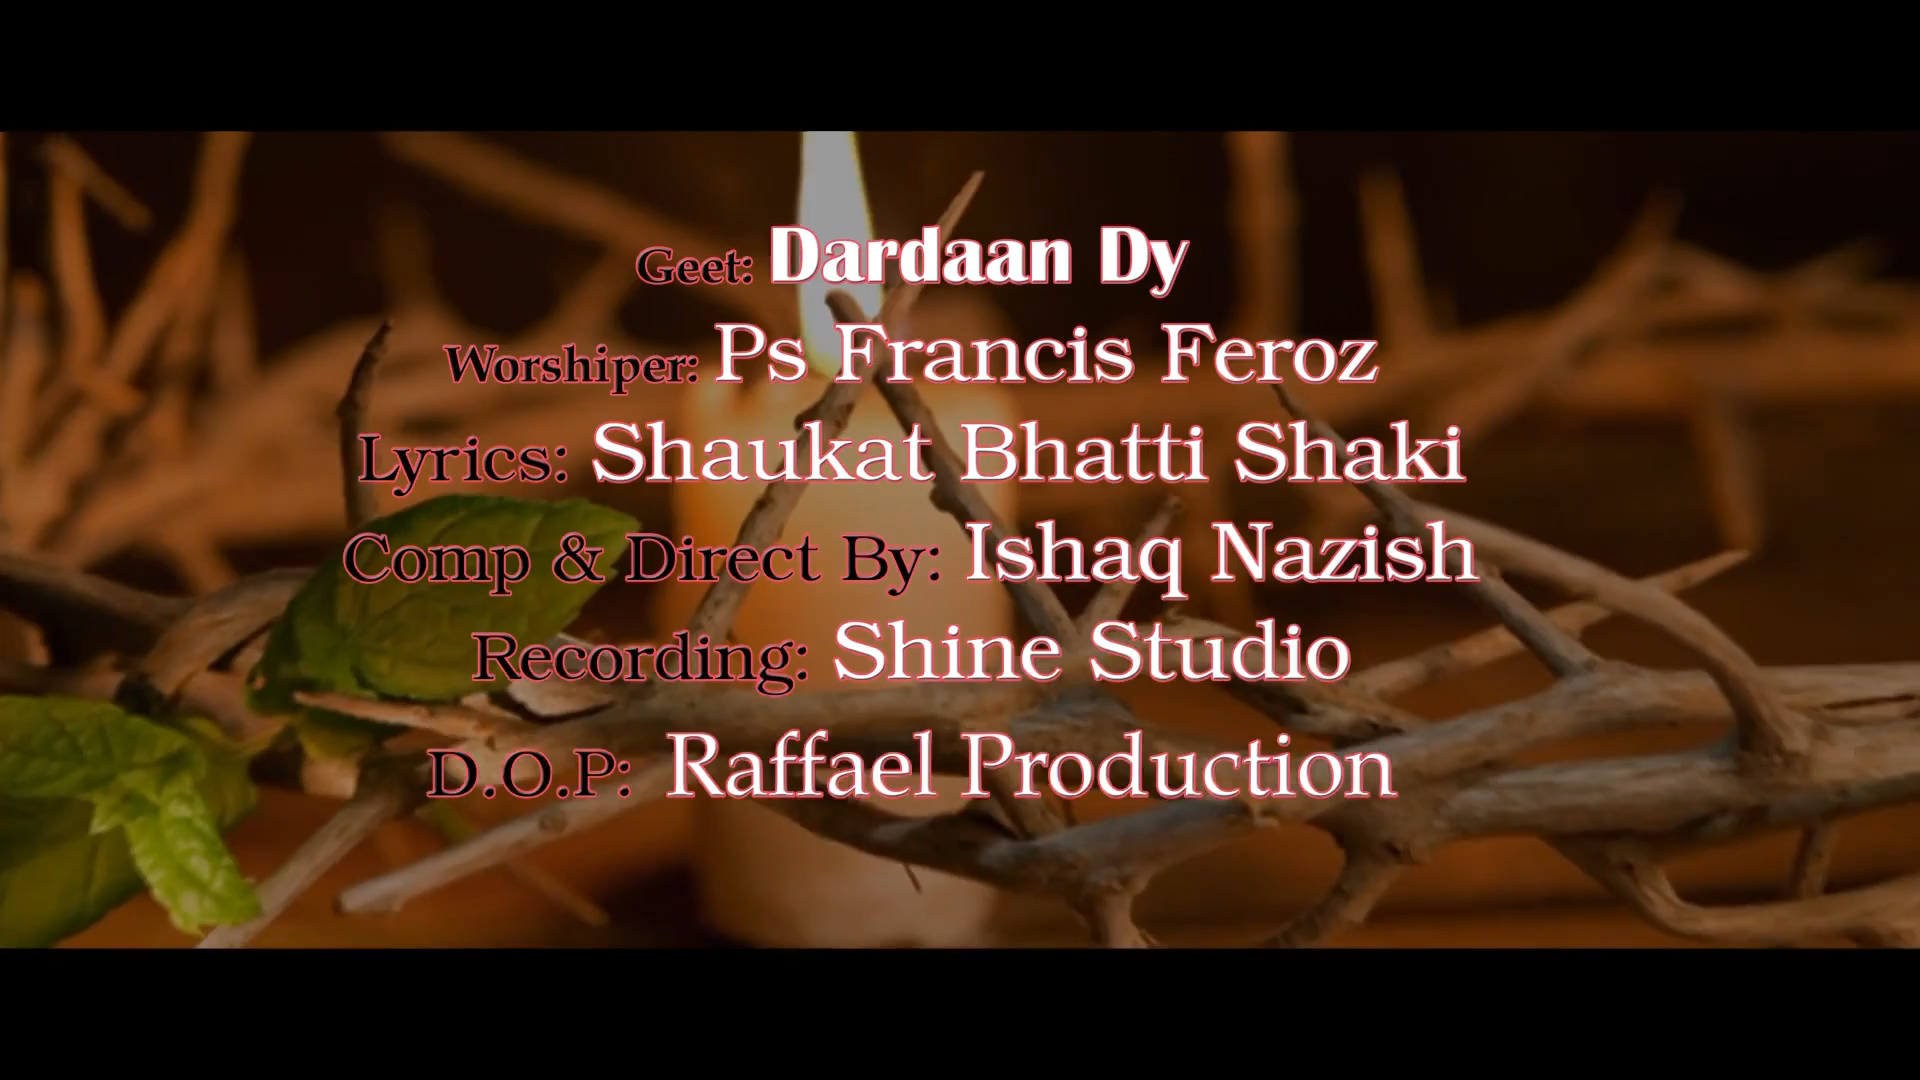 Geet: Dardaan Dy
Worshiper: Ps Francis Feroz
Lyrics: Shaukat Bhatti Shaki
Comp & Direct By: Ishaq Nazish
Recording: Shine Studio
D.O.P: Raffael Production